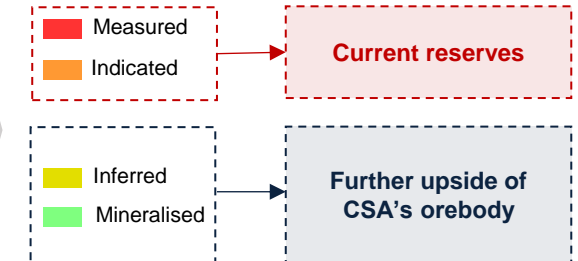 Measured
Indicated
Current reserves
Inferred
Mineralised
Further upside of
CSA's orebody